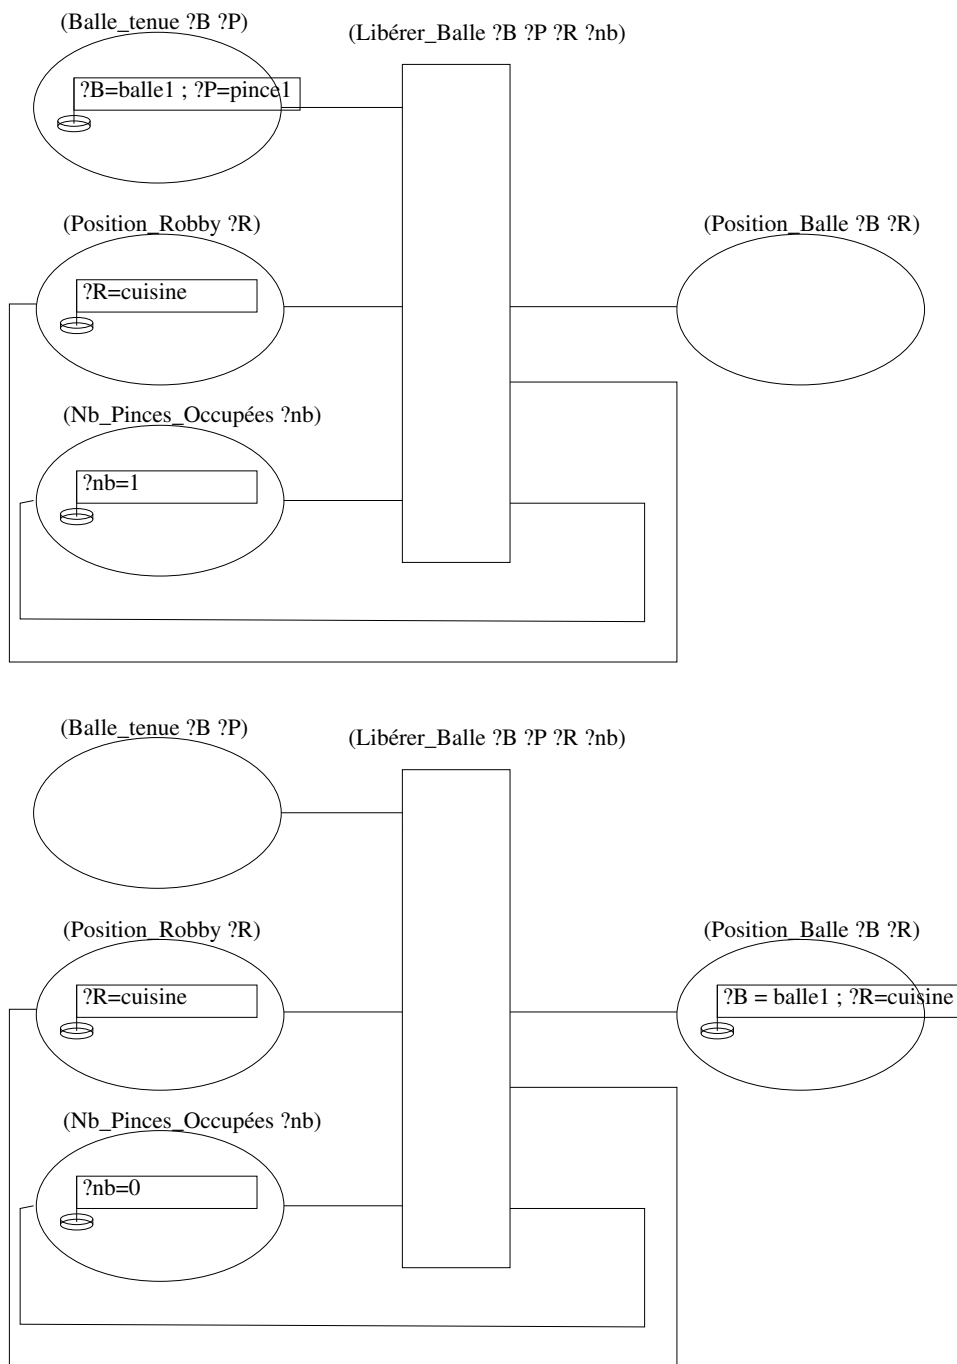 (Balle_tenue ?B ?P)
(Libérer_Balle ?B ?P ?R ?nb)
?B=balle1 ; ?P=pince1
(Position_Robby ?R)
(Position_Balle ?B ?R)
?R=cuisine
(Nb_Pinces_Occupées ?nb)
?nb=1
(Balle_tenue ?B ?P)
(Libérer_Balle ?B ?P ?R ?nb)
(Position_Robby ?R)
(Position_Balle ?B ?R)
?R=cuisine
?B = balle1 ; ?R=cuisine
(Nb_Pinces_Occupées ?nb)
?nb=0